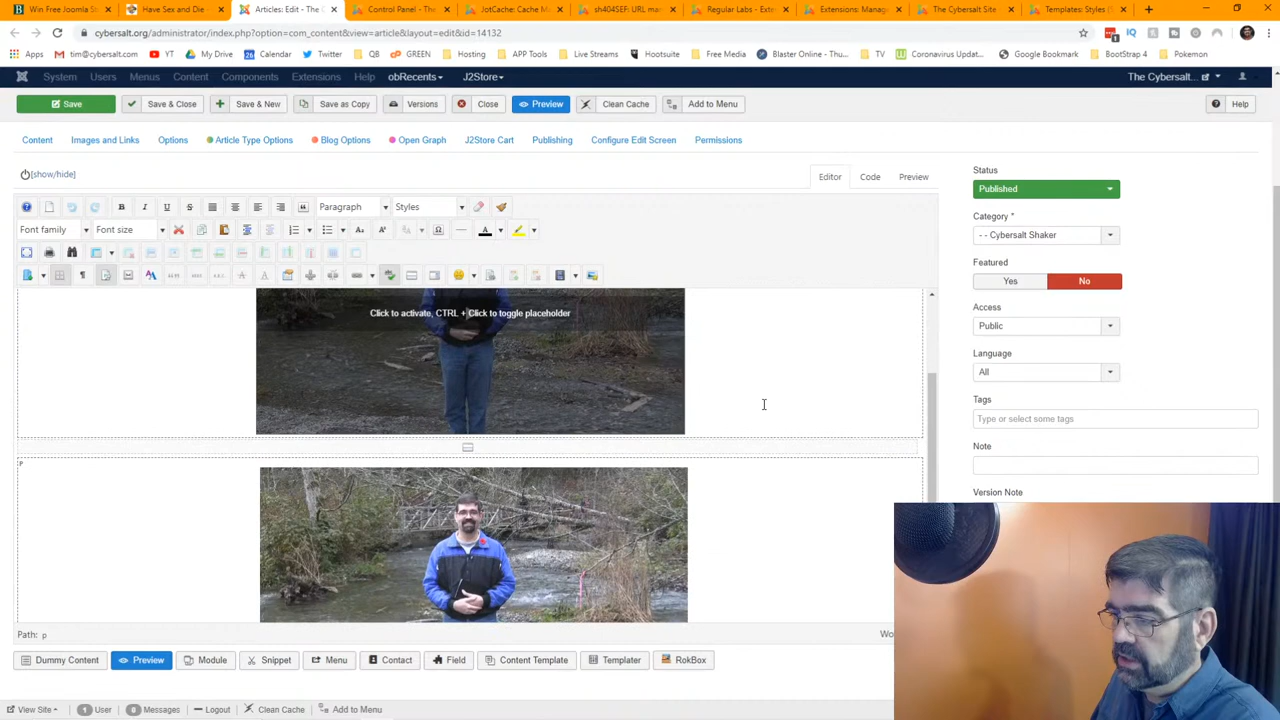 Win Free Joomla St
Have Sex and Die -
Articles: Edit - The
Control Panel - The
JotCache: Cache M
sh404SEF: URL ma
Regular Labs - Exte
Extensions: Manag
The Cybersalt Site
Templates: Styles (
cybersalt.org/administrator/index.php?option=com_content&view=article&layout=edit&id=14132
Apps tim@cybersalt.org YT My Drive Calendar Twitter QB GREEN Hosting APP Tools Live Streams Hootsuite Free Media Blaster Online - Thu... TV Coronavirus Updat... Google Bookmark BootStrap 4 Pokemon
System Users Menus Content Components Extensions Help obRecents J2Store The Cybersalt...
Save Save & Close Save & New Save as Copy Versions Close Preview Clean Cache Add to Menu Help
Content Images and Links Options Article Type Options Blog Options Open Graph J2Store Cart Publishing Configure Edit Screen Permissions
[show/hide]
Editor Code Preview
Paragraph Styles
Font family Font size
Click to activate, CTRL + Click to toggle placeholder
P
Path: p
Dummy Content Preview Module Snippet Menu Contact Field Content Template Templater RokBox
Status
Published
Category *
- - Cybersalt Shaker
Featured
Yes No
Access
Public
Language
All
Tags
Type or select some tags
Note
Version Note
View Site 1 User 0 Messages Logout Clean Cache Add to Menu